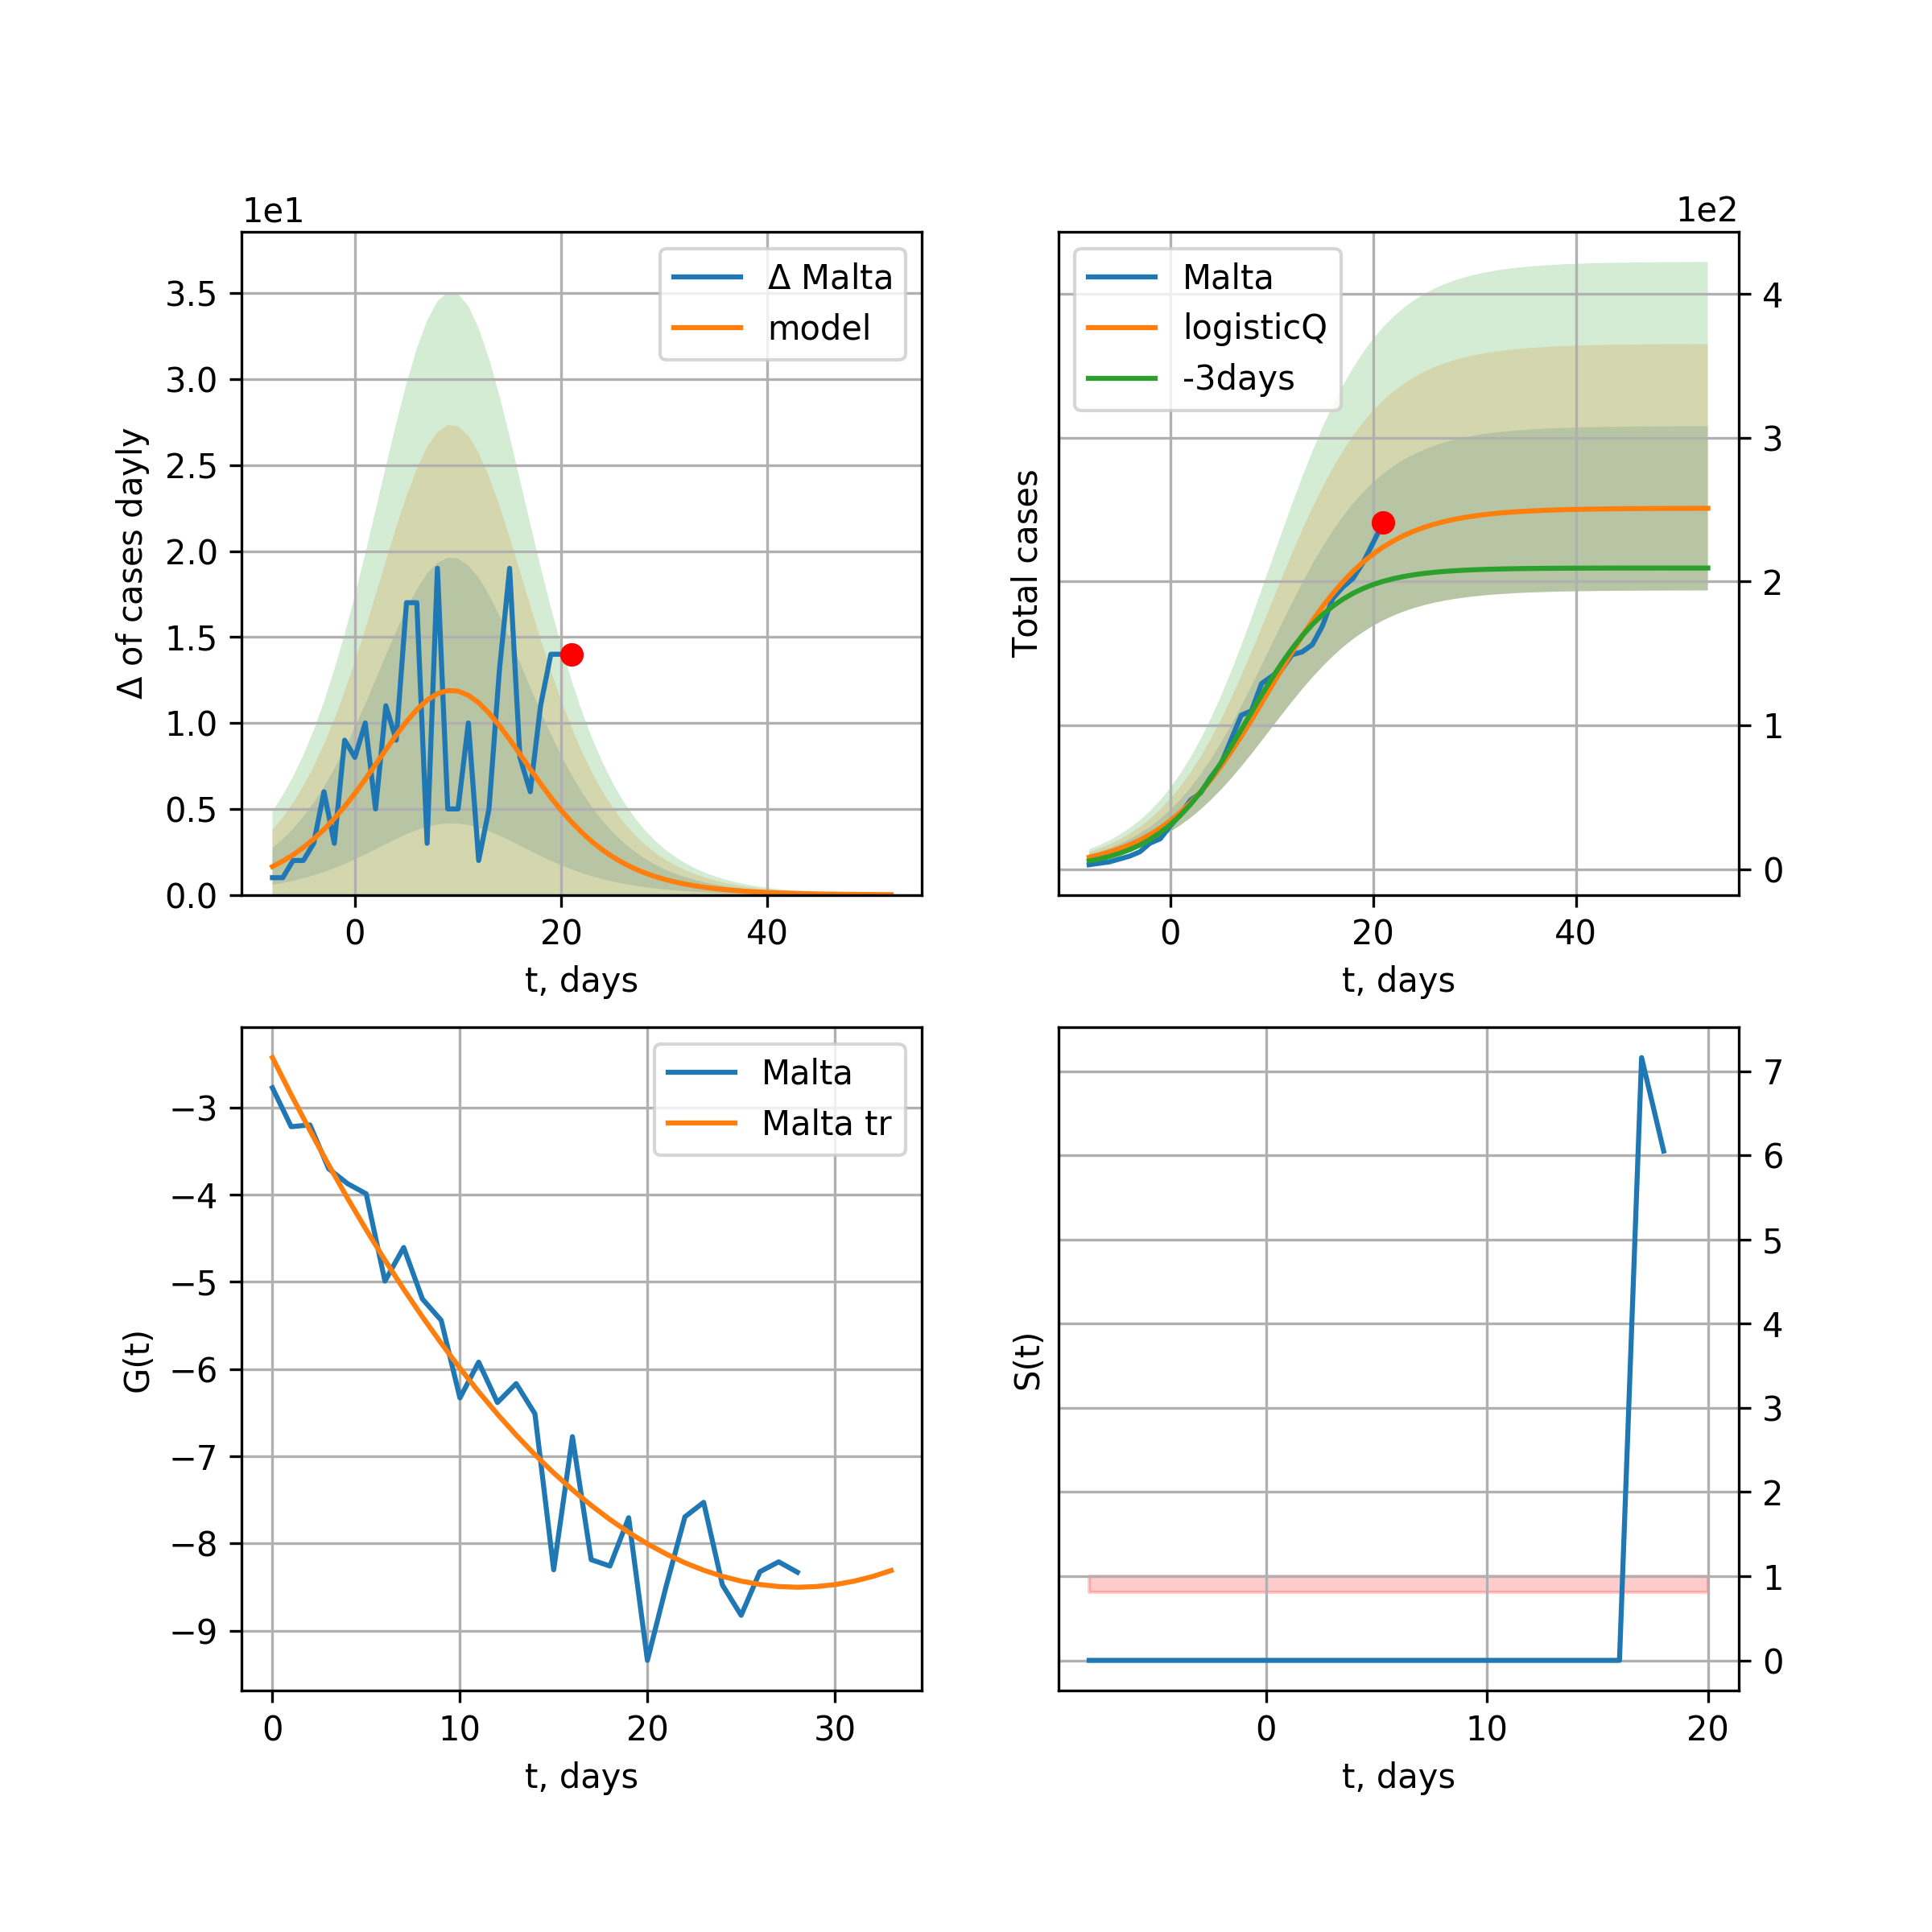 1e1
Δ of cases dayly
3.5
3.0
2.5
2.0
1.5
1.0
0.5
0.0
0 20 40
t, days
Δ Malta
model
1e2
Total cases
4
3
2
1
0
0 20 40
t, days
Malta
logisticQ
-3days
G(t)
−3
−4
−5
−6
−7
−8
−9
0 10 20 30
t, days
Malta
Malta tr
S(t)
7
6
5
4
3
2
1
0
0 10 20
t, days